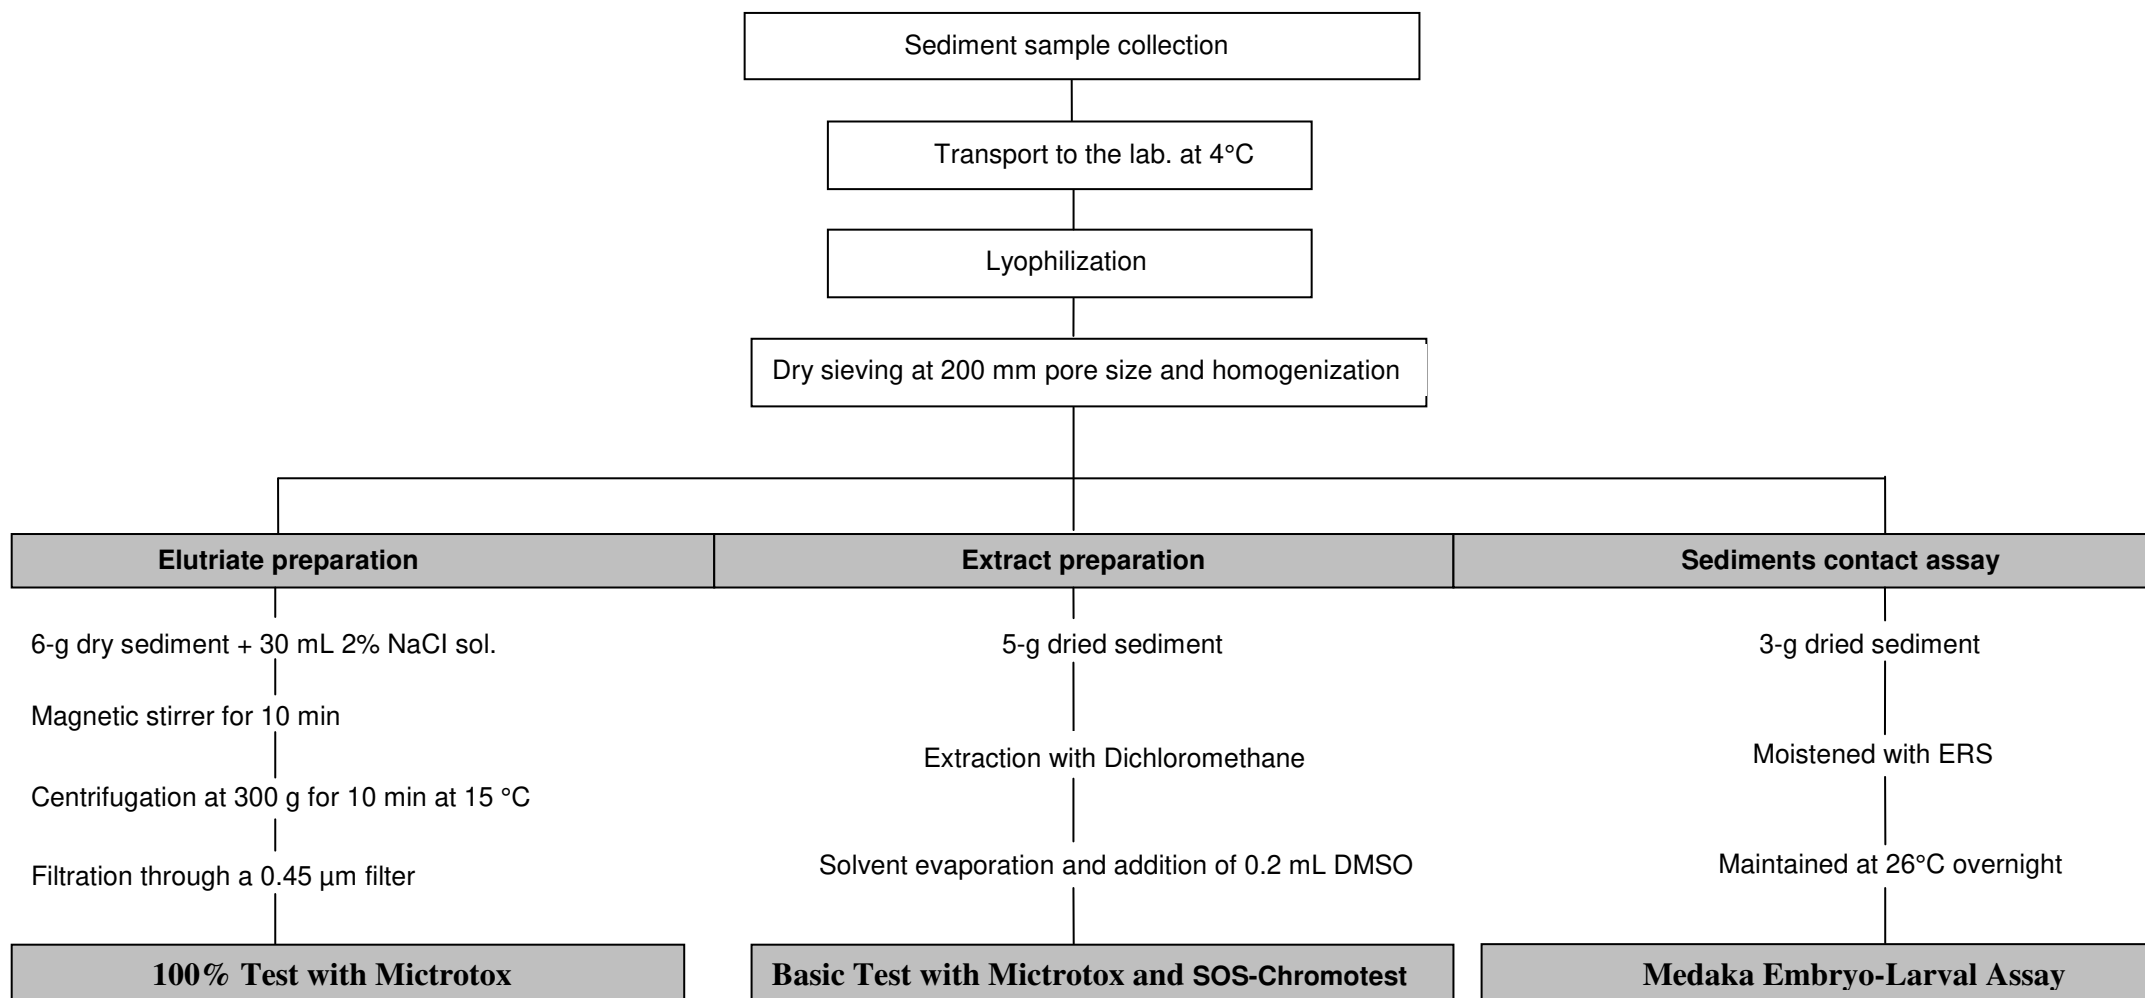 Sediment sample collection
Transport to the lab. at 4°C
Lyophilization
Dry sieving at 200 mm pore size and homogenization
Elutriate preparation
Extract preparation
Sediments contact assay
6-g dry sediment + 30 mL 2% NaCl sol.
5-g dried sediment
3-g dried sediment
Magnetic stirrer for 10 min
Extraction with Dichloromethane
Moistened with ERS
Centrifugation at 300 g for 10 min at 15 °C
Solvent evaporation and addition of 0.2 mL DMSO
Maintained at 26°C overnight
Filtration through a 0.45 µm filter
100% Test with Mictrotox
Basic Test with Mictrotox and SOS-Chromotest
Medaka Embryo-Larval Assay